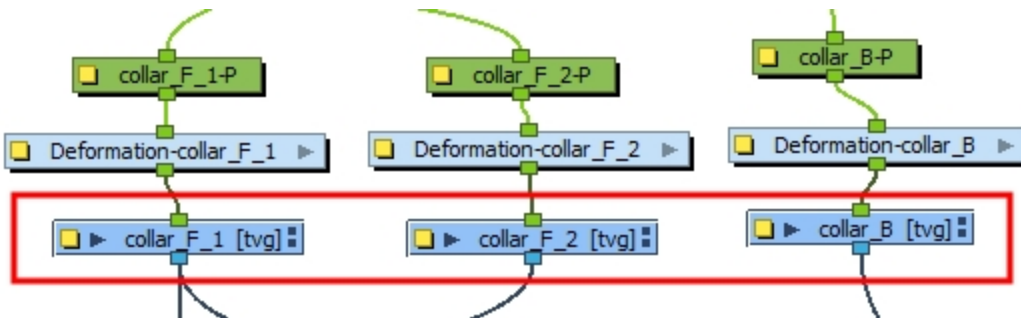 collar_F_1-P
collar_F_2-P
collar_B-P
Deformation-collar_F_1
Deformation-collar_F_2
Deformation-collar_B
collar_F_1 [tvg]
collar_F_2 [tvg]
collar_B [tvg]